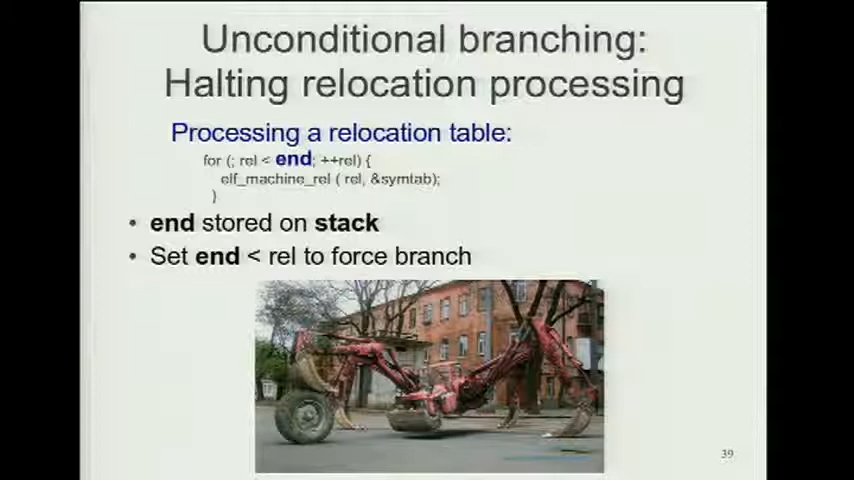 Unconditional branching:
Halting relocation processing
Processing a relocation table:
for (; rel < end; ++rel) {
elf_machine_rel ( rel, &symtab);
}
• end stored on stack
• Set end < rel to force branch
39